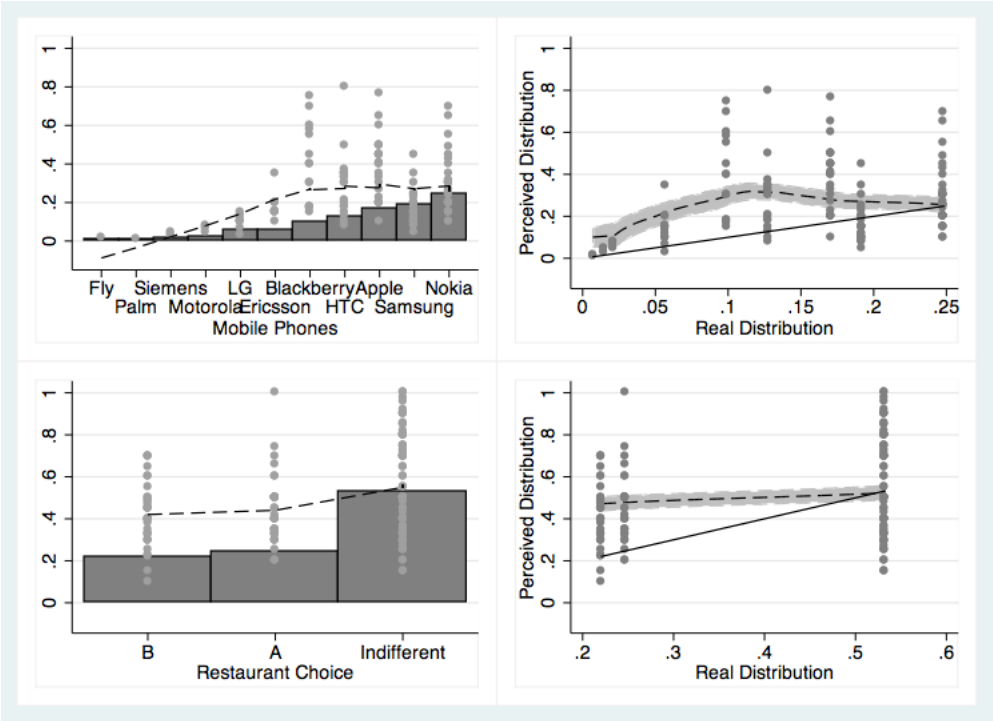 1
.8
.6
.4
.2
0
Fly Siemens LG Blackberry Apple Nokia
Palm Motorola Ericsson HTC Samsung
Mobile Phones
Perceived Distribution
1
.8
.6
.4
.2
0
0 .05 .1 .15 .2 .25
Real Distribution
1
.8
.6
.4
.2
0
B A Indifferent
Restaurant Choice
Perceived Distribution
1
.8
.6
.4
.2
0
.2 .3 .4 .5 .6
Real Distribution